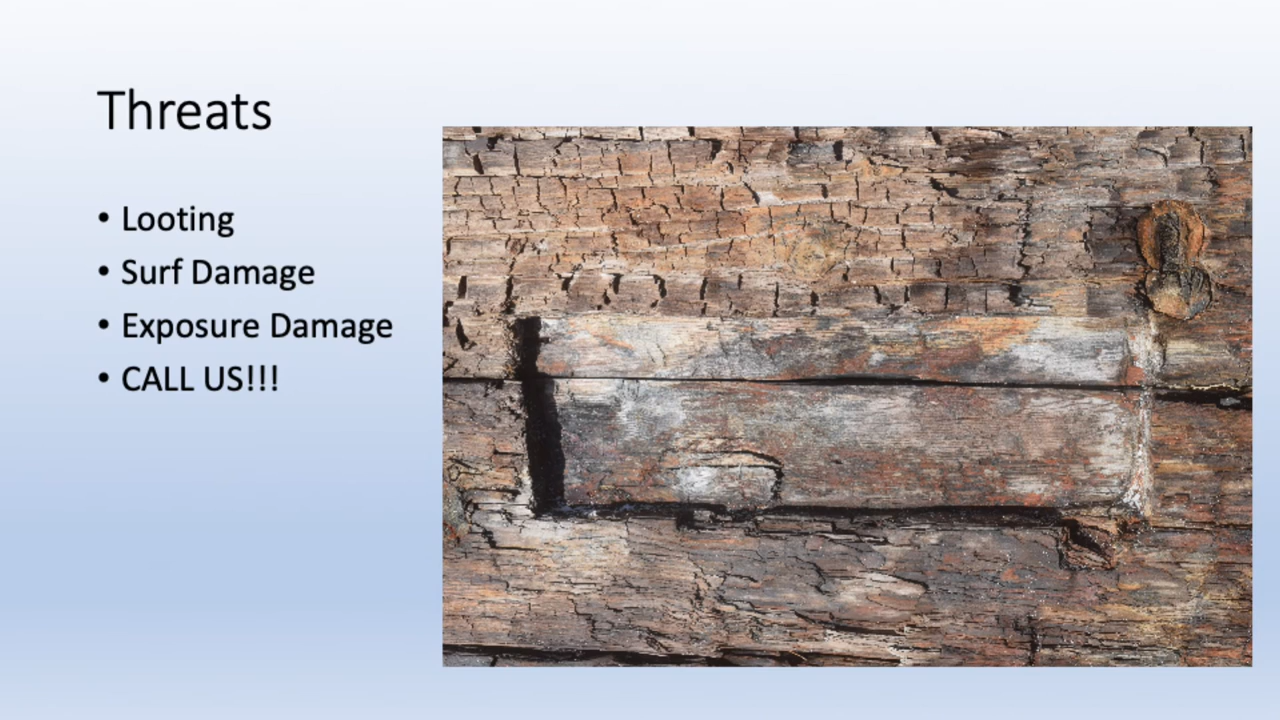 Threats
• Looting
• Surf Damage
• Exposure Damage
• CALL US!!!